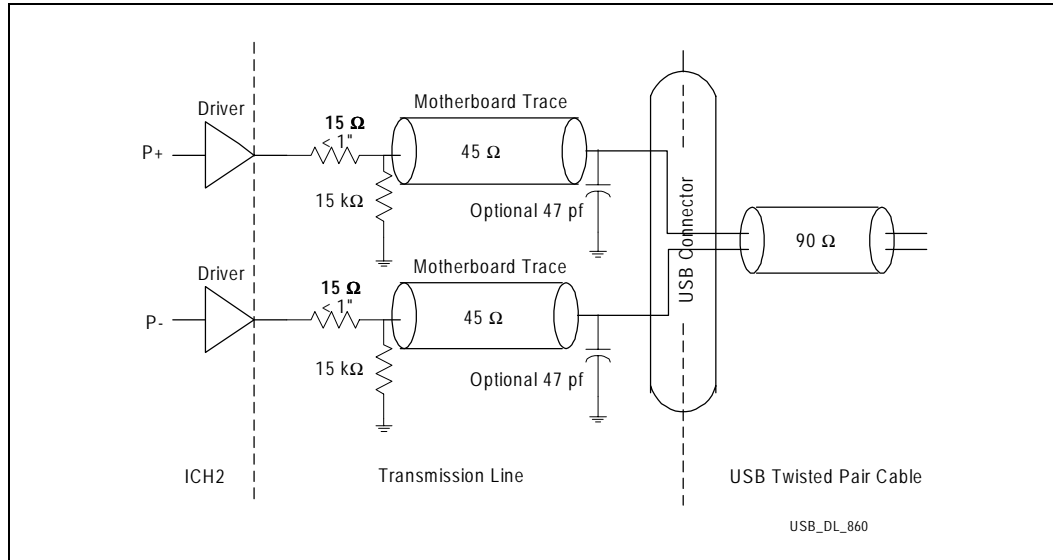 Motherboard Trace
Driver
15 Ω
< 1"
P+
45 Ω
15 kΩ
Optional 47 pf
USB Connector
90 Ω
Motherboard Trace
Driver
15 Ω
< 1"
P-
45 Ω
15 kΩ
Optional 47 pf
ICH2
Transmission Line
USB Twisted Pair Cable
USB_DL_860